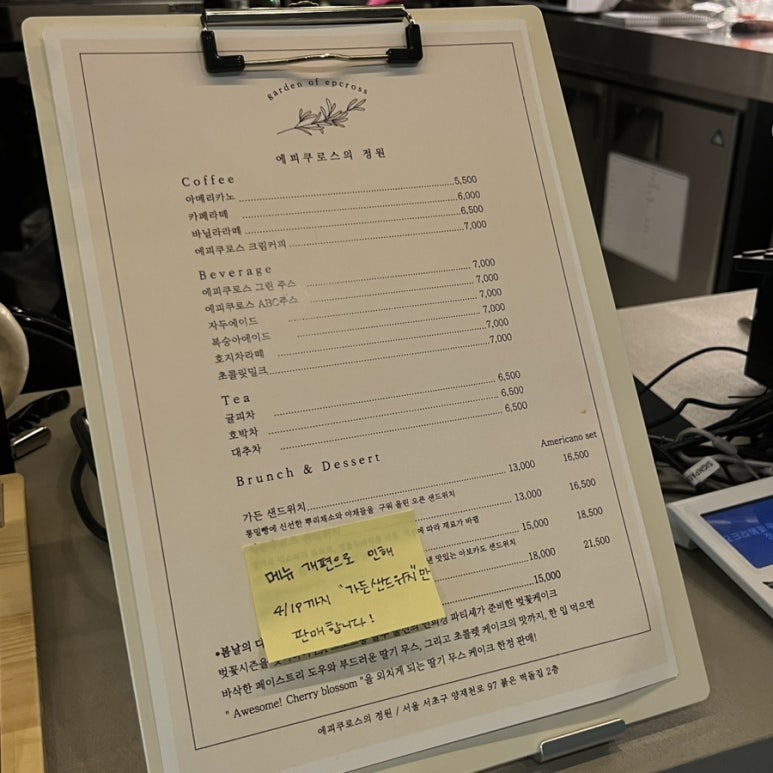 garden of epcross
에피쿠로스의 정원
Coffee
아메리카노 5,500
카페라떼 6,000
바닐라라떼 6,500
에피쿠로스 크림커피 7,000
Beverage
에피쿠로스 그린 주스 7,000
에피쿠로스 ABC주스 7,000
자두에이드 7,000
복숭아에이드 7,000
호지차라떼 7,000
초콜릿밀크 7,000
Tea
귤피차 6,500
호박차 6,500
대추차 6,500
Brunch & Dessert
Americano set
가든 샌드위치 13,000 16,500
통밀빵에 신선한 뿌리채소와 야채들을 구워 올린 오픈 샌드위치
13,000 16,500
에 따라 재료가 바뀜
15,000 18,500
맛있는 아보카도 샌드위치
18,000 21,500
15,000
메뉴 개편으로 인해
4/19까지 "가든샌드위치"만
판매합니다!
•봄날의 파티세가 준비한 벚꽃케이크
벚꽃시즌을
바삭한 페이스트리 도우와 부드러운 딸기 무스, 그리고 초콜렛 케이크의 맛까지, 한 입 먹으면
" Awesome! Cherry blossom "을 외치게 되는 딸기 무스 케이크 한정 판매!
에피쿠로스의 정원 / 서울 서초구 양재천로 97 붉은 벽돌집 2층